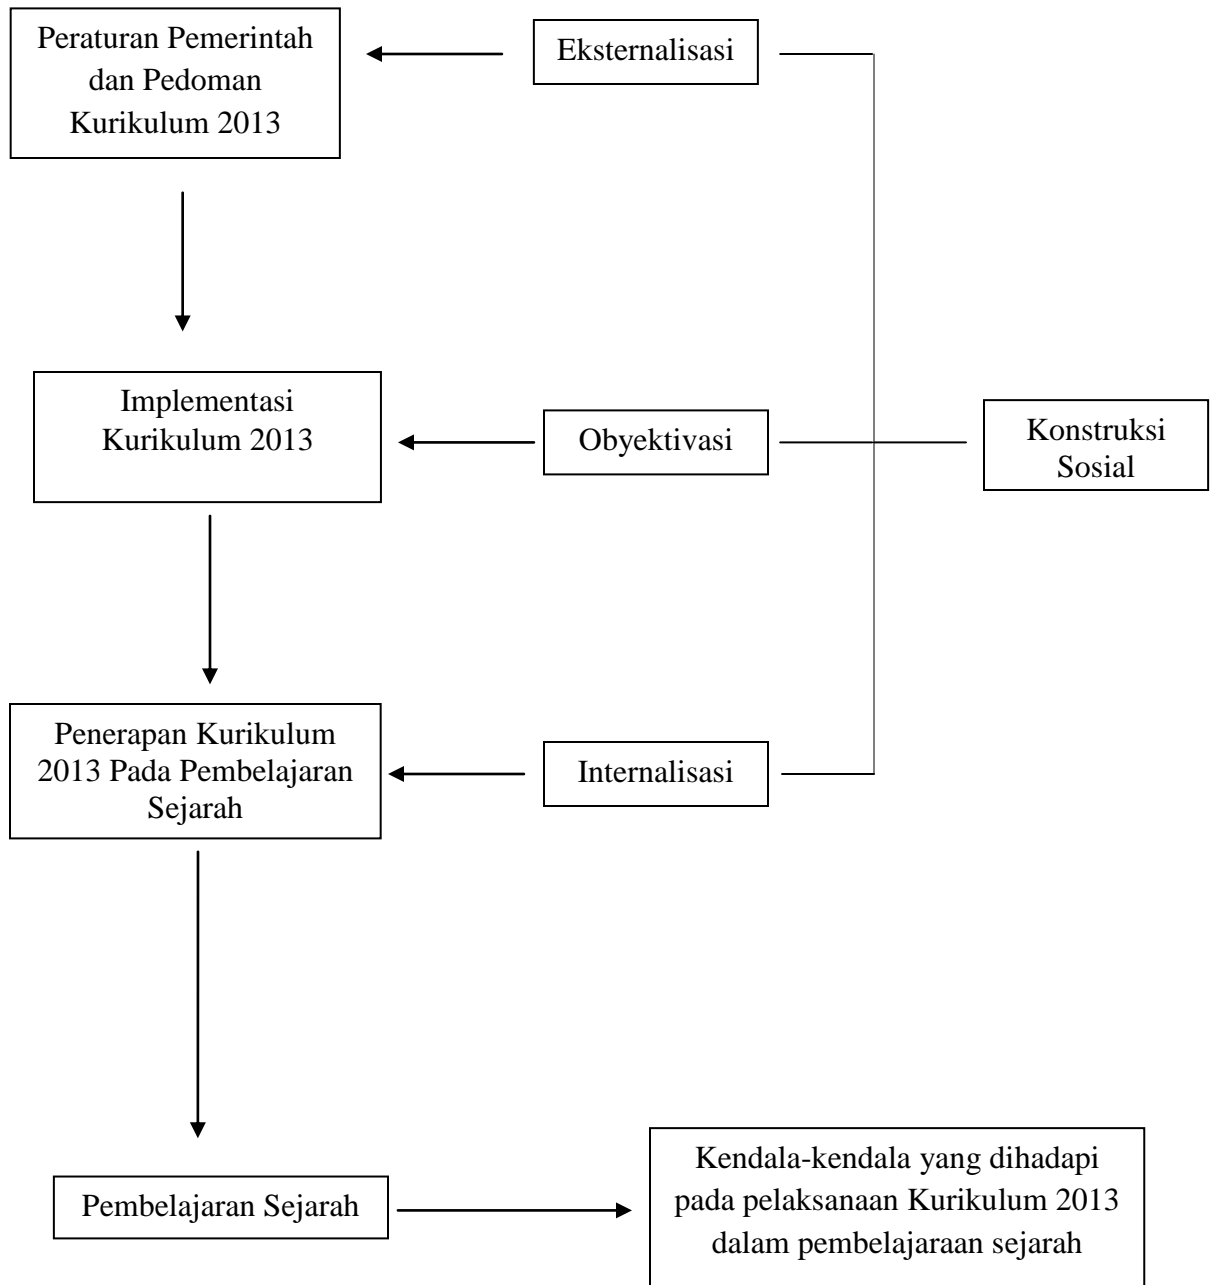 Peraturan Pemerintah
dan Pedoman
Kurikulum 2013
Eksternalisasi
Implementasi
Kurikulum 2013
Obyektivasi
Konstruksi
Sosial
Penerapan Kurikulum
2013 Pada Pembelajaran
Sejarah
Internalisasi
Pembelajaran Sejarah
Kendala-kendala yang dihadapi
pada pelaksanaan Kurikulum 2013
dalam pembelajaraan sejarah